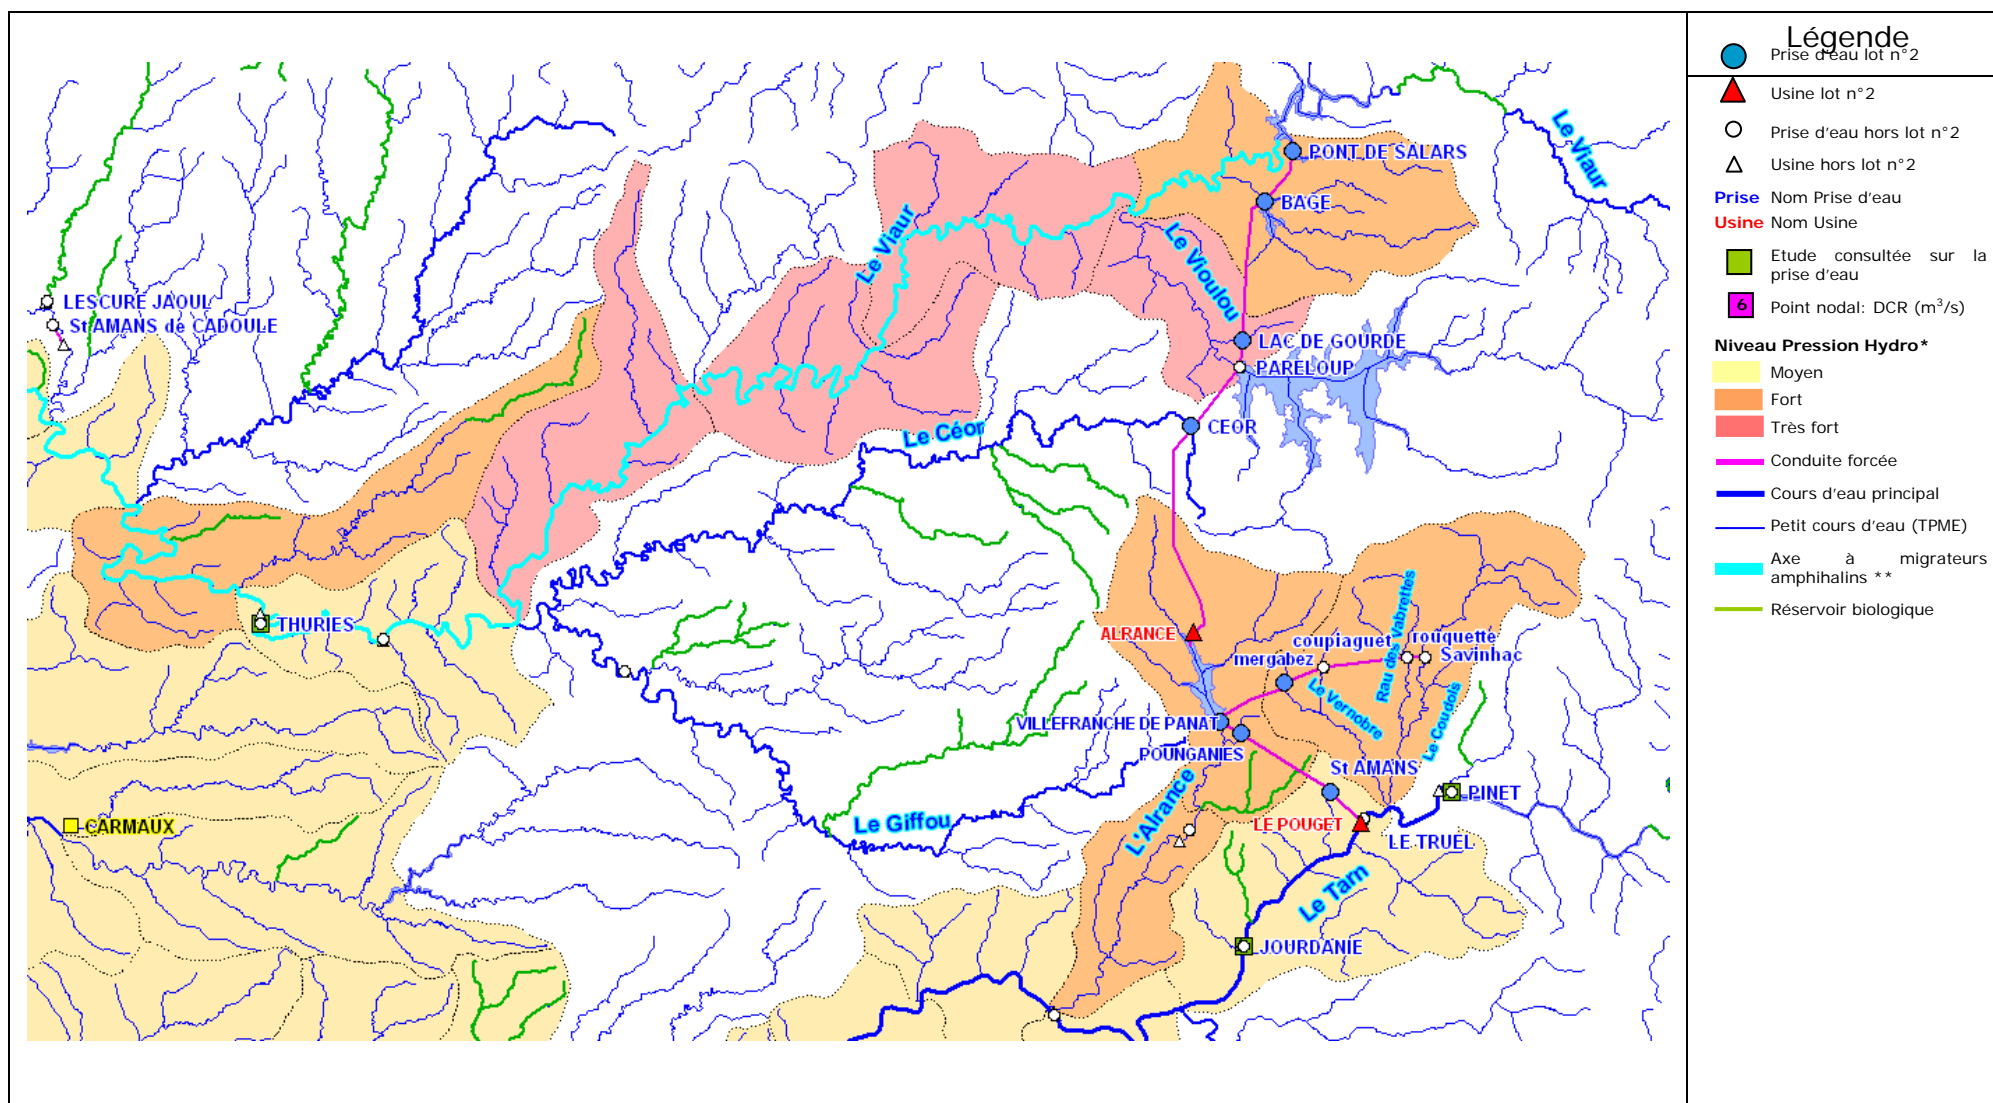 Légende
Prise d'eau lot n°2
Usine lot n°2
Prise d'eau hors lot n°2
Usine hors lot n°2
Prise Nom Prise d'eau
Usine Nom Usine
Etude consultée sur la
prise d'eau
6 Point nodal: DCR (m³/s)
Niveau Pression Hydro*
Moyen
Fort
Très fort
Conduite forcée
Cours d'eau principal
Petit cours d'eau (TPME)
Axe à migrateurs
amphihalins **
Réservoir biologique
Le Viaur
PONT DE SALARS
BAGE
Le Viaur
Le Vioulou
LESCURE JAOUL
St AMANS de CADOULE
LAC DE GOURDE
PARELOUP
CEOR
Le Céor
THURIES
ALRANCE
coupiaguet
rouquette
Savinhac
mergabez
Rau des Vabrettes
Le Vernobre
Le Coudols
VILLEFRANCHE DE PANAT
POUNGANIES
St AMANS
PINET
L'Alrance
LE POUGET
LE TRUEL
CARMAUX
Le Giffou
Le Tarn
JOURDANIE